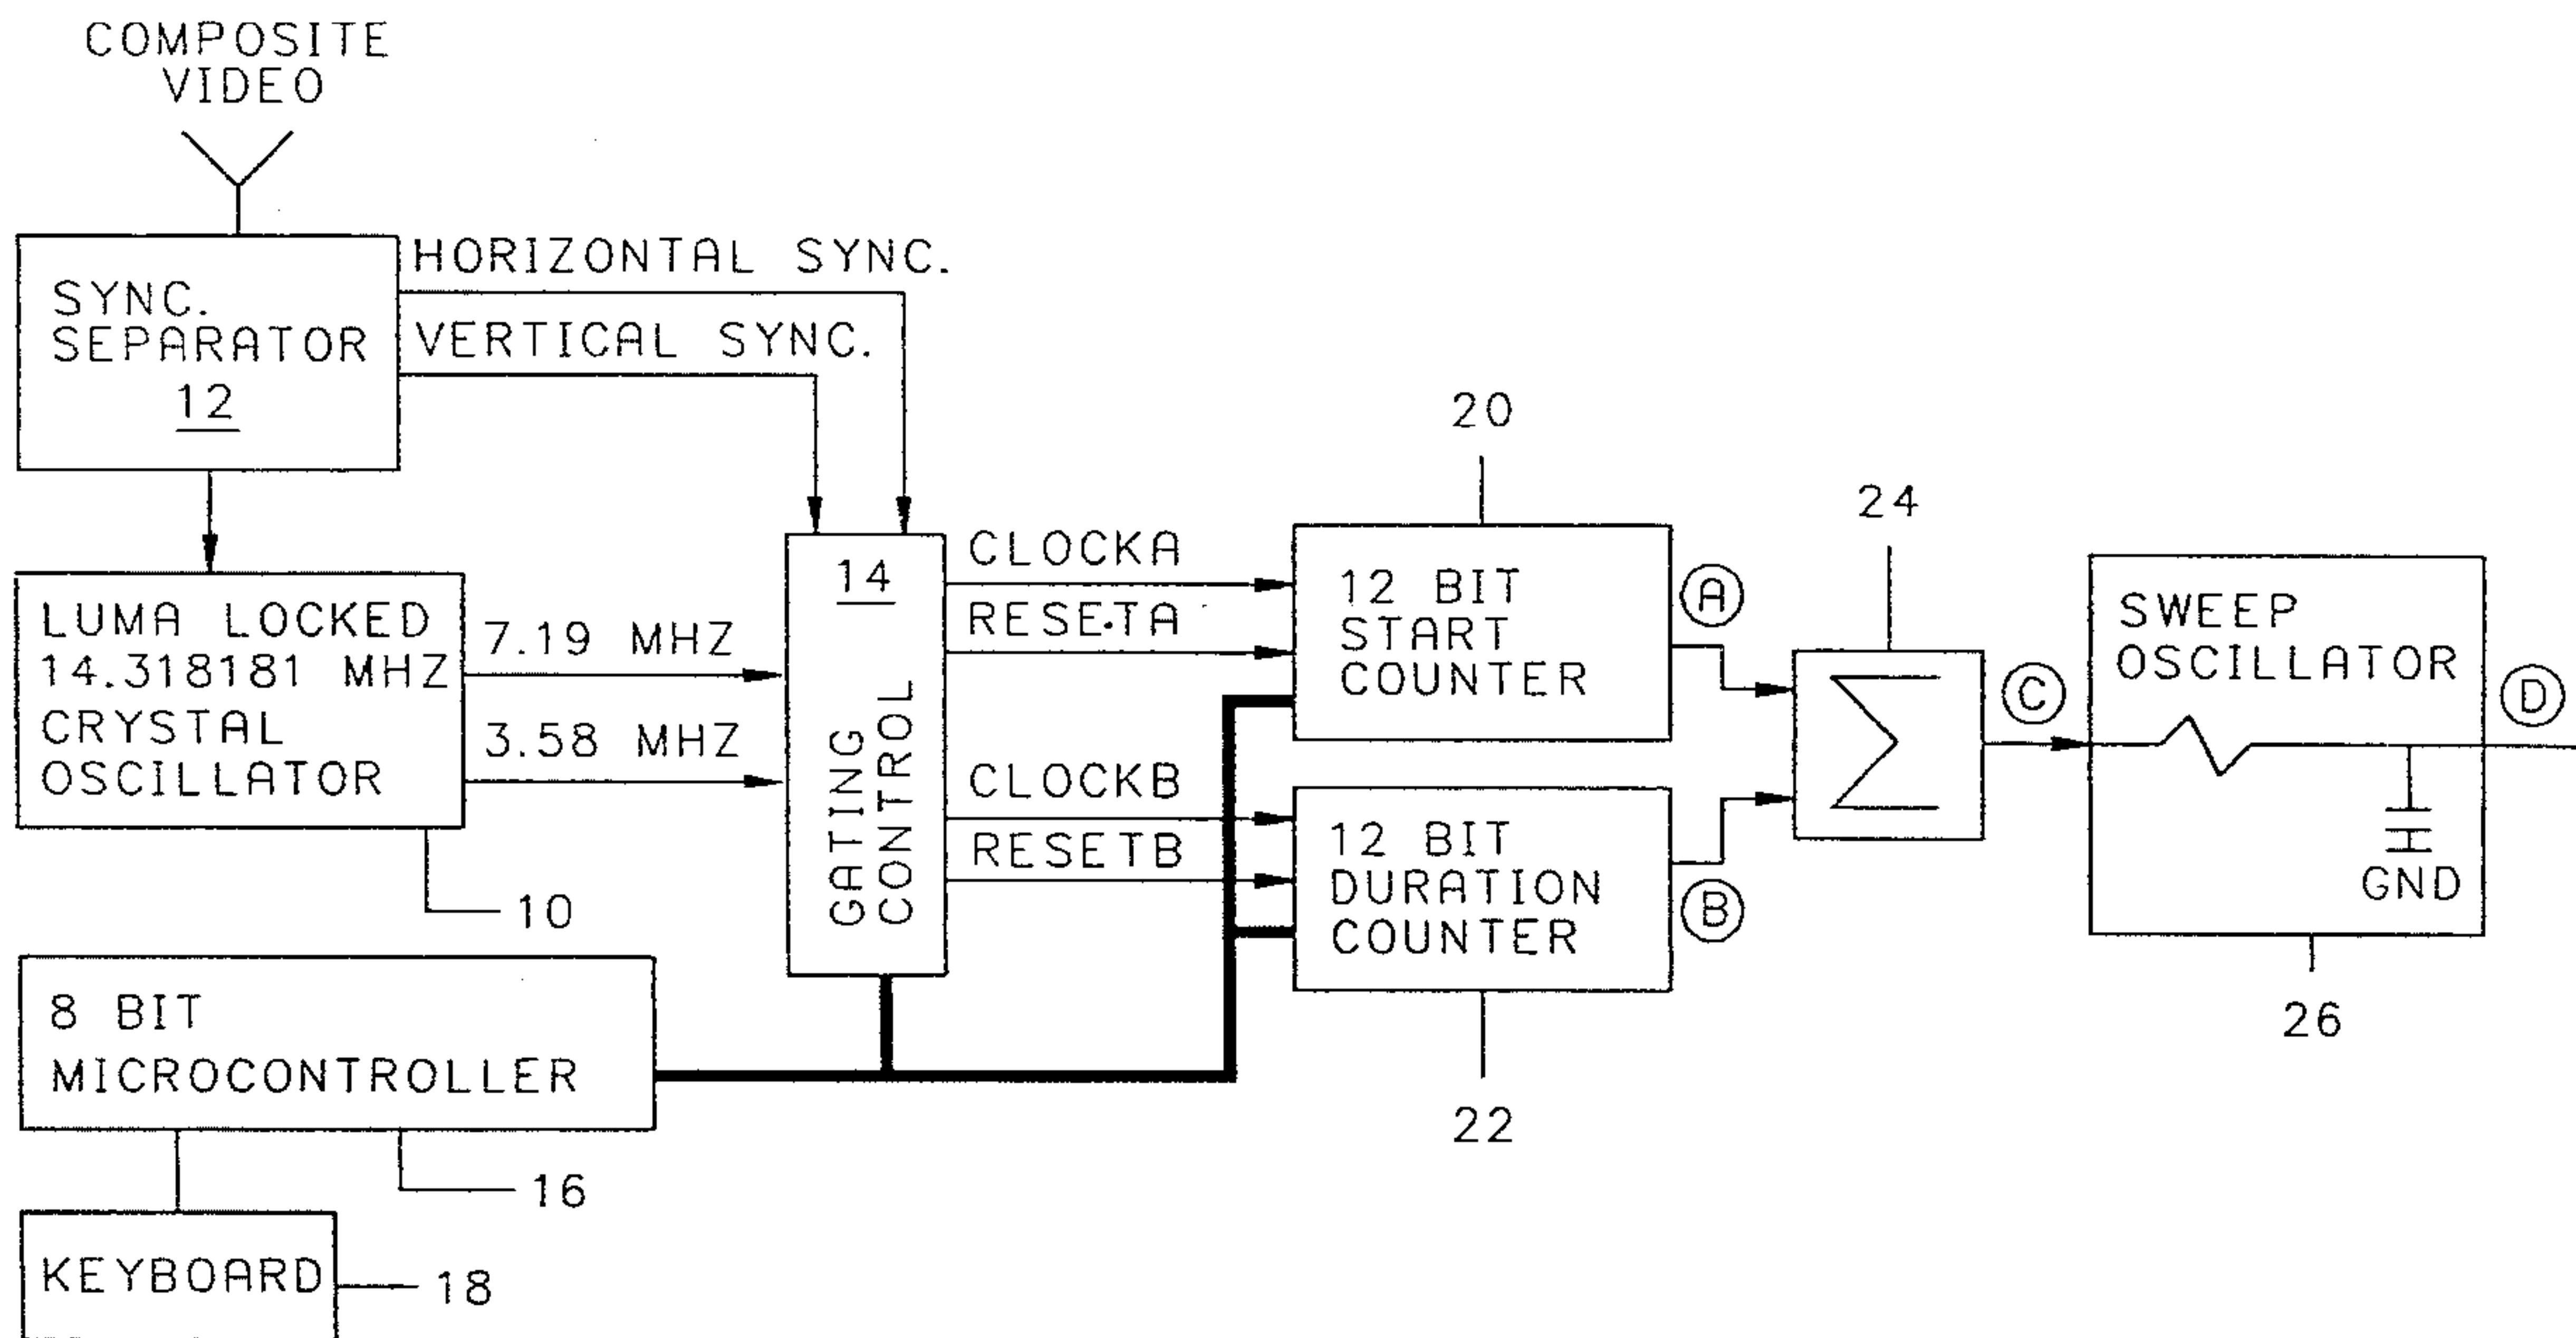 COMPOSITE
VIDEO
HORIZONTAL SYNC.
SYNC.
SEPARATOR
12
VERTICAL SYNC.
LUMA LOCKED
14.318181 MHZ
CRYSTAL
OSCILLATOR
7.19 MHZ
3.58 MHZ
10
14
GATING
CONTROL
CLOCKA
RESETA
CLOCKB
RESETB
20
12 BIT
START
COUNTER
A
12 BIT
DURATION
COUNTER
B
22
24
Σ
C
SWEEP
OSCILLATOR
GND
D
26
8 BIT
MICROCONTROLLER
16
KEYBOARD
18